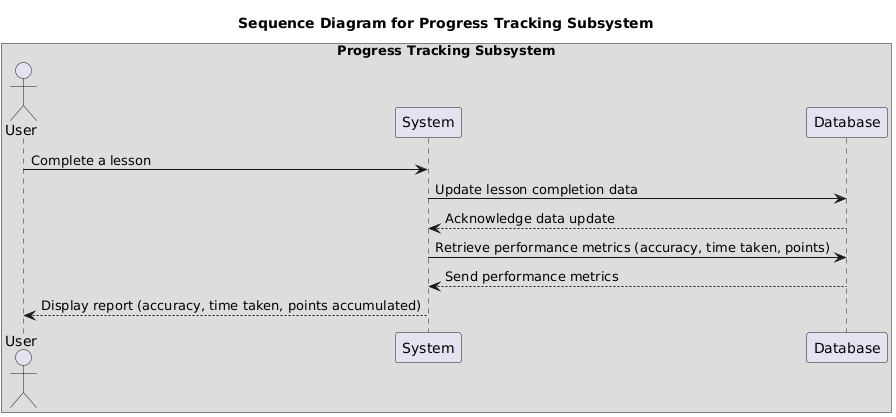 Sequence Diagram for Progress Tracking Subsystem
Progress Tracking Subsystem
User
System
Database
Complete a lesson
Update lesson completion data
Acknowledge data update
Retrieve performance metrics (accuracy, time taken, points)
Send performance metrics
Display report (accuracy, time taken, points accumulated)
User
System
Database